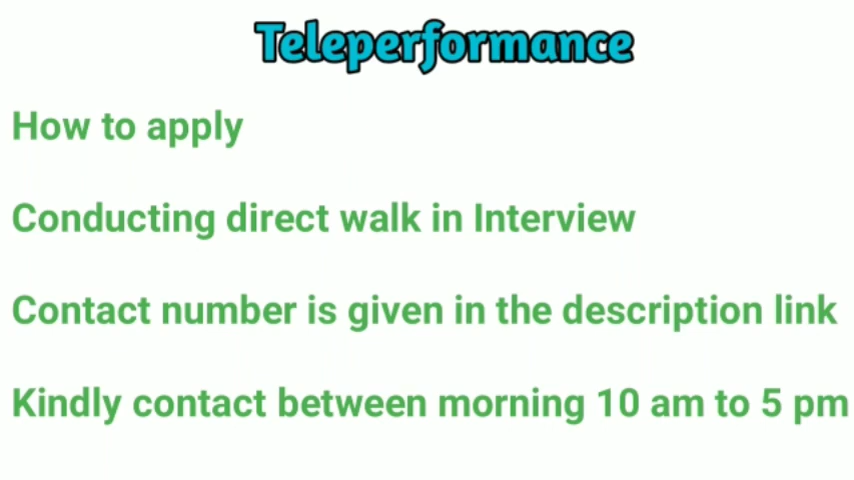 Teleperformance
How to apply
Conducting direct walk in Interview
Contact number is given in the description link
Kindly contact between morning 10 am to 5 pm